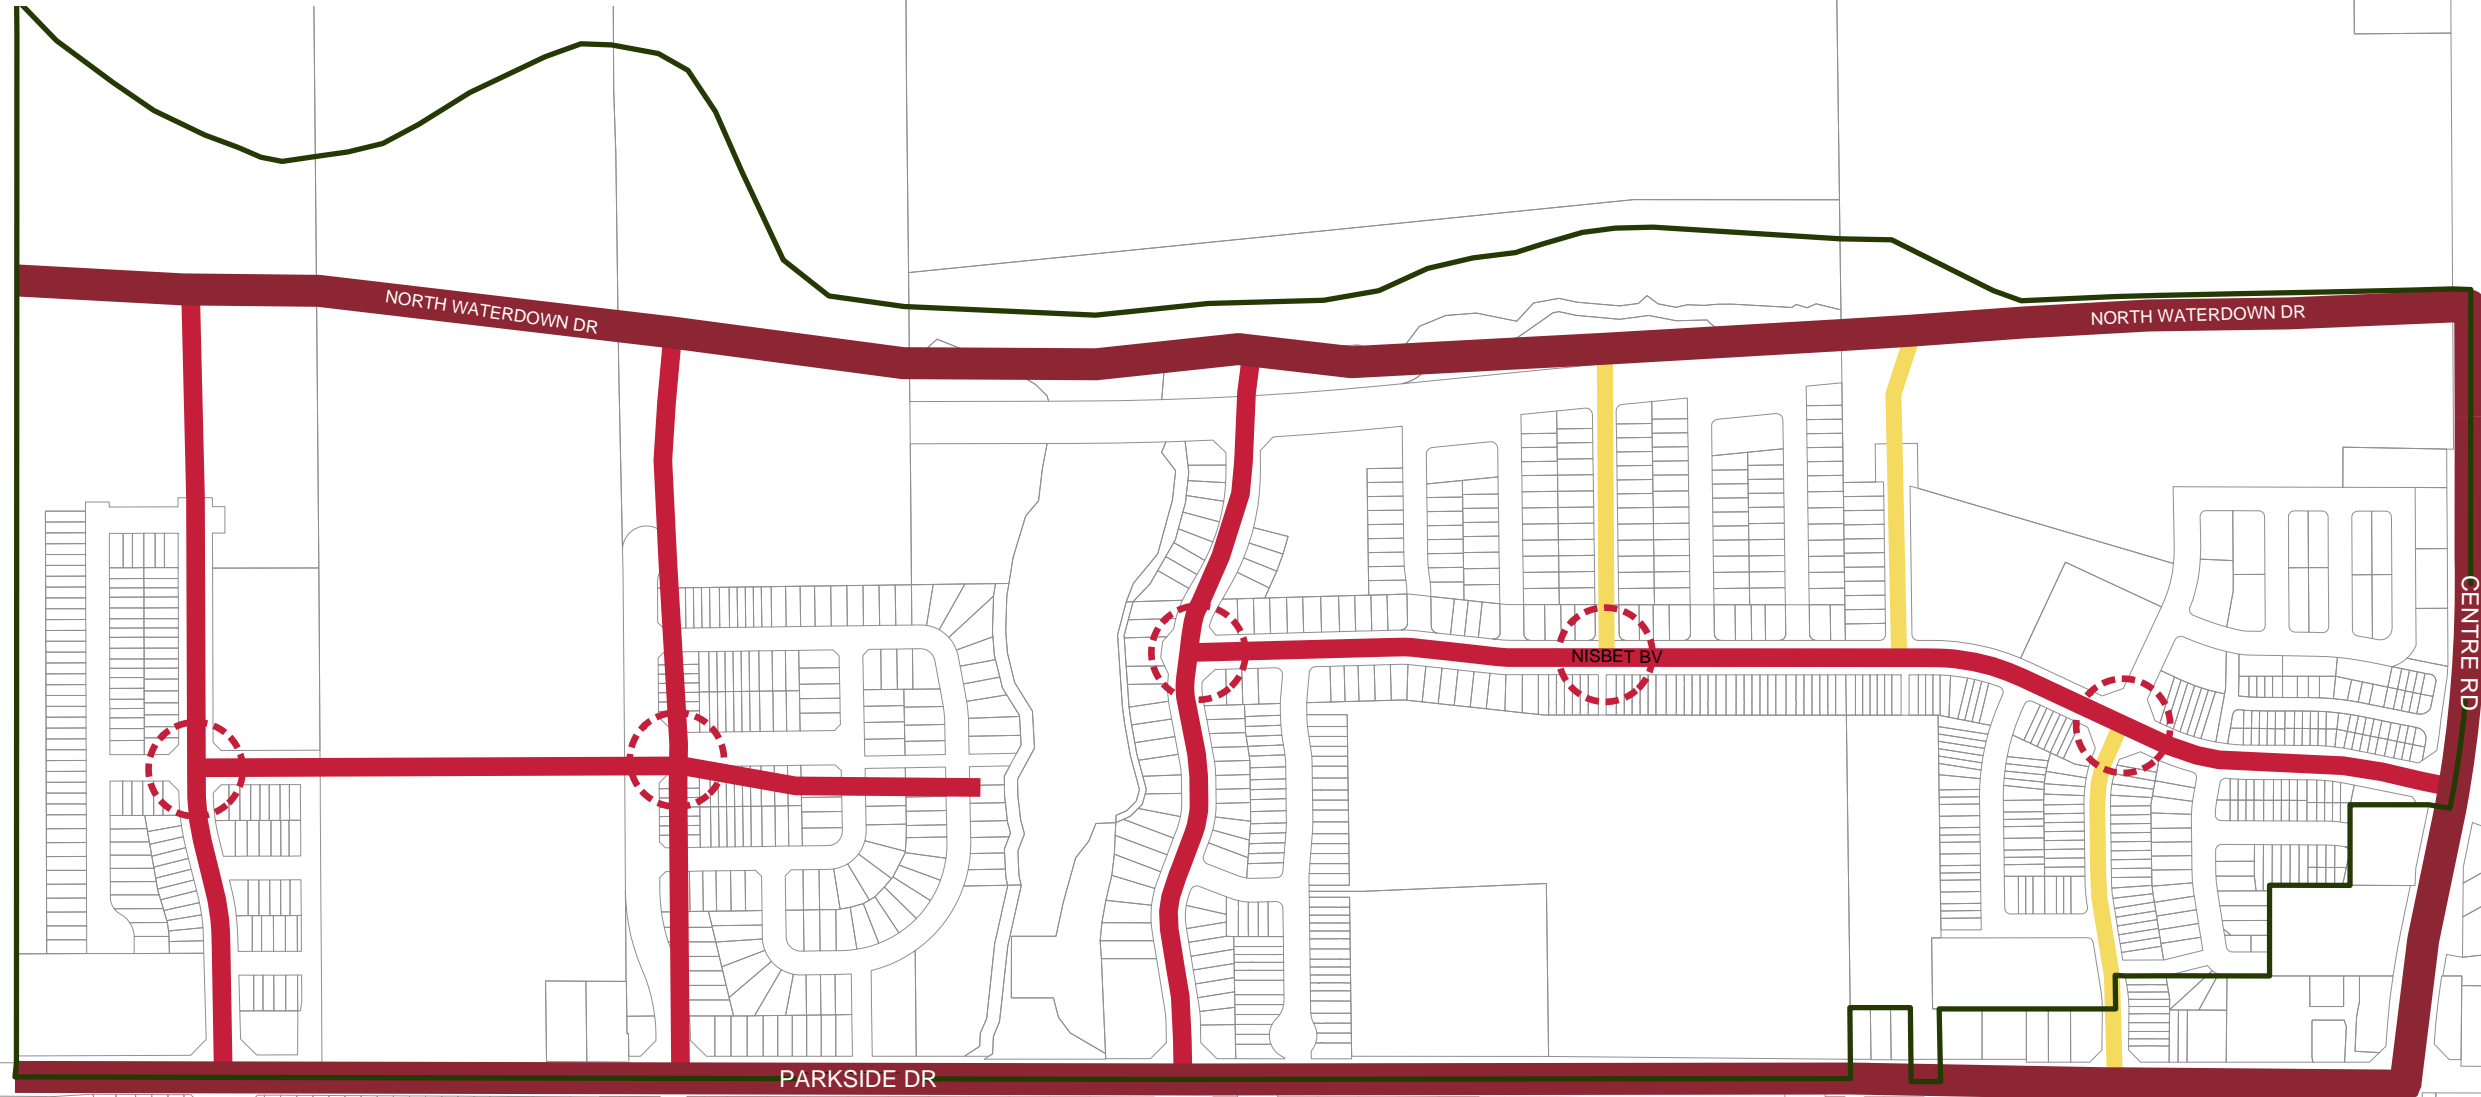 NORTH WATERDOWN DR
NORTH WATERDOWN DR
CENTRE RD
NISBET BV
PARKSIDE DR